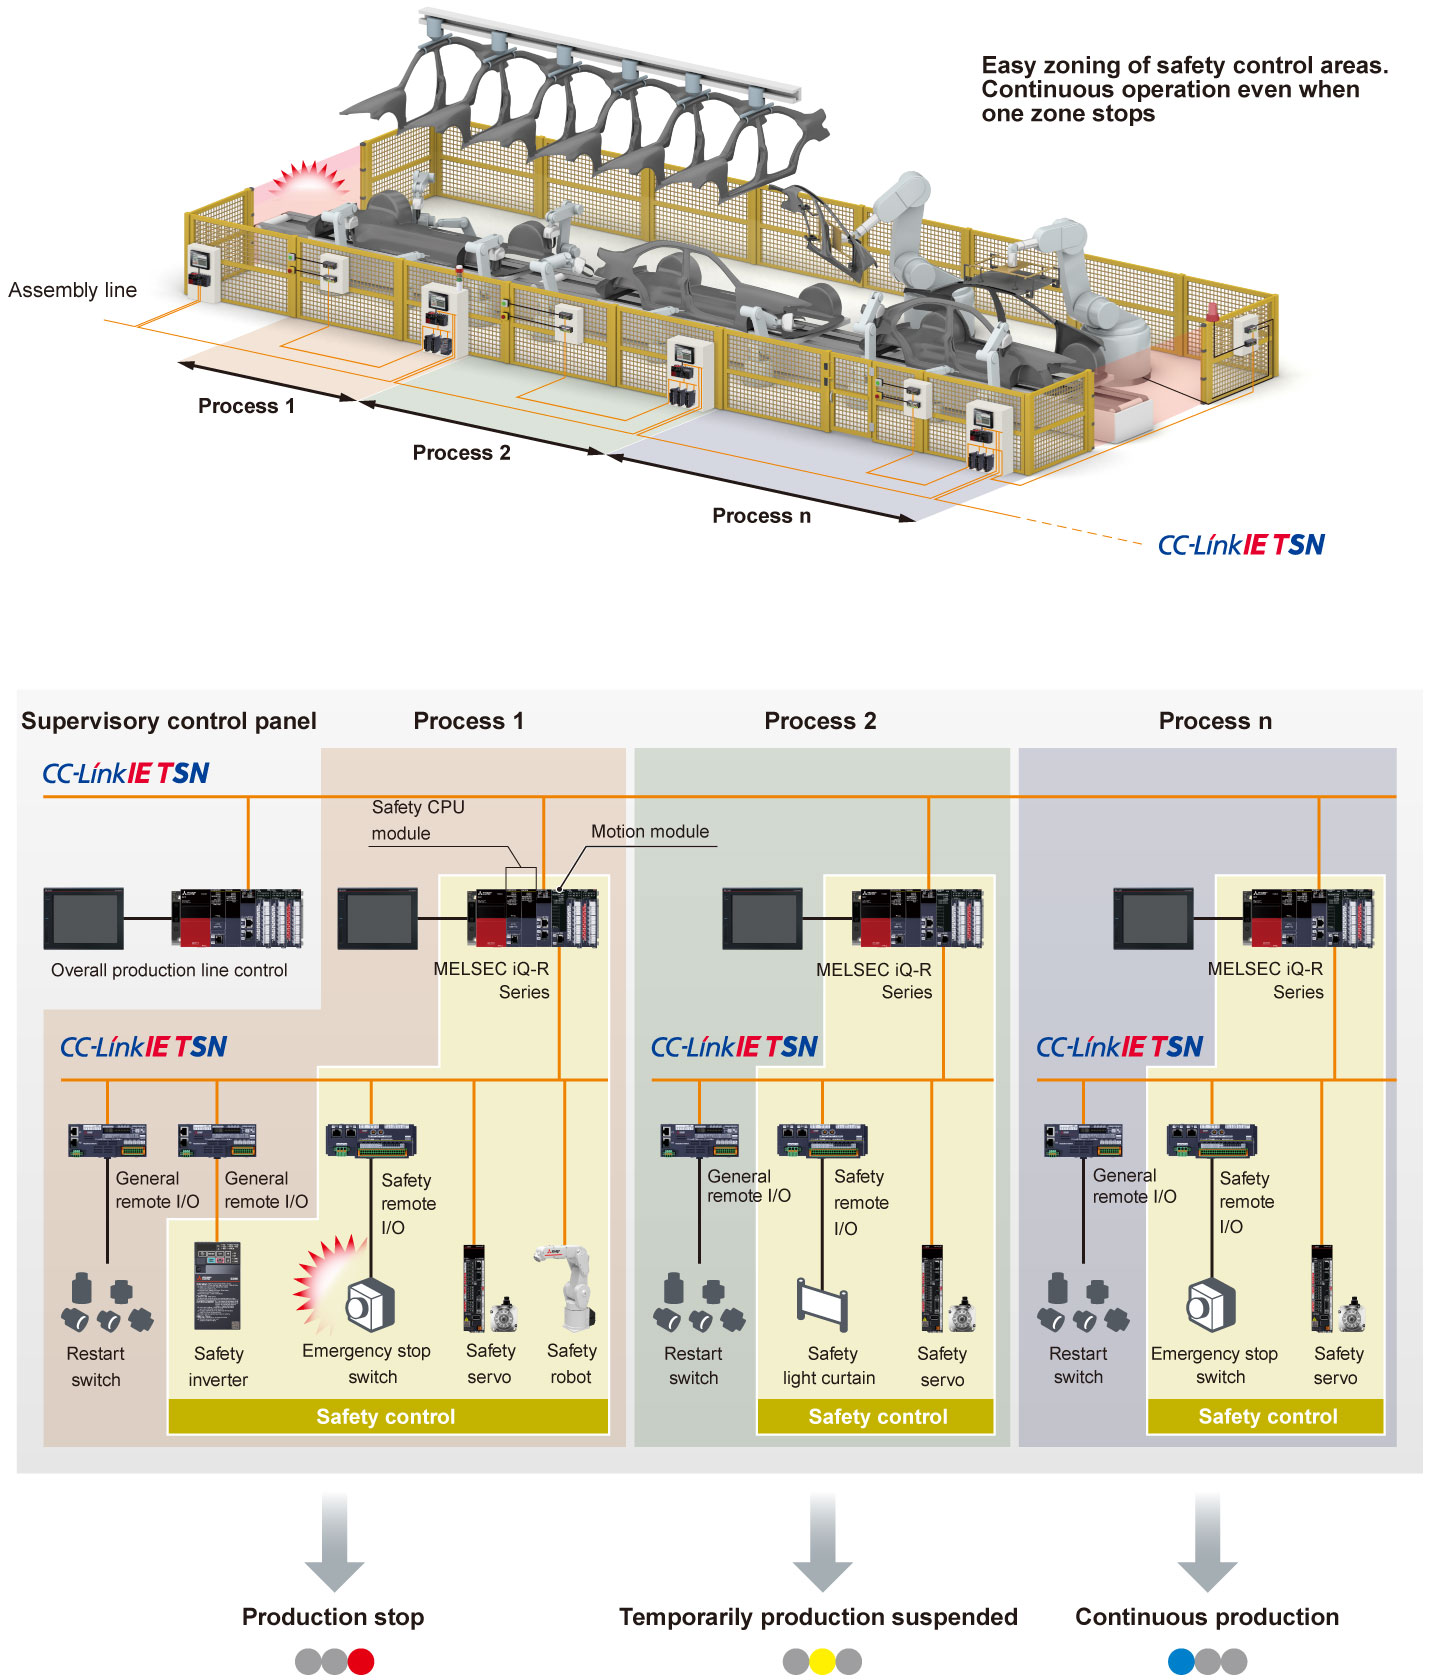 Easy zoning of safety control areas.
Continuous operation even when
one zone stops
Assembly line
Process 1
Process 2
Process n
CC-Link IE TSN
Supervisory control panel
Process 1
Process 2
Process n
CC-Link IE TSN
Safety CPU
module
Motion module
Overall production line control
MELSEC iQ-R
Series
MELSEC iQ-R
Series
MELSEC iQ-R
Series
CC-Link IE TSN
CC-Link IE TSN
CC-Link IE TSN
General
remote I/O
General
remote I/O
Safety
remote
I/O
General
remote I/O
Safety
remote
I/O
General
remote I/O
Safety
remote
I/O
Restart
switch
Safety
inverter
Emergency stop
switch
Safety
servo
Safety
robot
Restart
switch
Safety
light curtain
Safety
servo
Restart
switch
Emergency stop
switch
Safety
servo
Safety control
Safety control
Safety control
Production stop
Temporarily production suspended
Continuous production